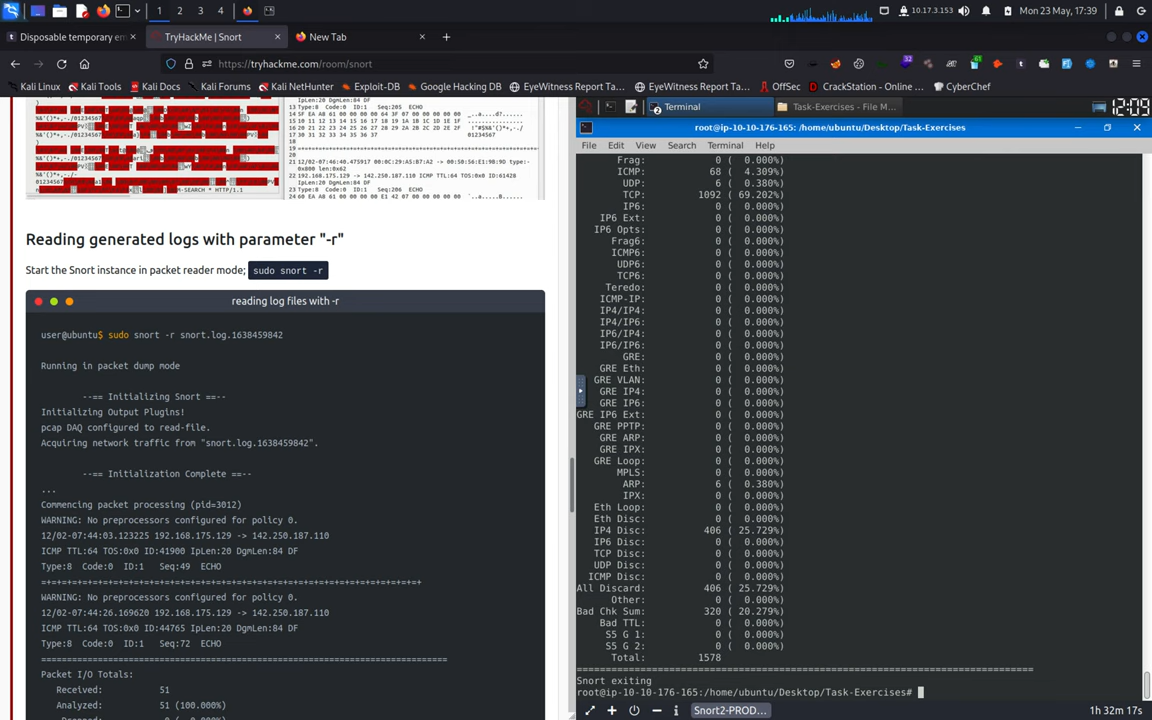 1 2 3 4
10.17.3.153
Mon 23 May, 17:39
Disposable temporary em
TryHackMe | Snort
New Tab
https://tryhackme.com/room/snort
32
61
Kali Linux
Kali Tools
Kali Docs
Kali Forums
Kali NetHunter
Exploit-DB
Google Hacking DB
EyeWitness Report Tab...
EyeWitness Report Tab...
OffSec
CrackStation - Online ...
CyberChef
Terminal
Task-Exercises - File M...
12:09
root@ip-10-10-176-165: /home/ubuntu/Desktop/Task-Exercises
File Edit View Search Terminal Help
M-SEARCH * HTTP/1.1
Reading generated logs with parameter "-r"
Start the Snort instance in packet reader mode; sudo snort -r
reading log files with -r
user@ubuntu$ sudo snort -r snort.log.1638459842
Running in packet dump mode
--== Initializing Snort ==--
Initializing Output Plugins!
pcap DAQ configured to read-file.
Acquiring network traffic from "snort.log.1638459842".
--== Initialization Complete ==--
...
Commencing packet processing (pid=3012)
WARNING: No preprocessors configured for policy 0.
12/02-07:44:03.123225 192.168.175.129 -> 142.250.187.110
ICMP TTL:64 TOS:0x0 ID:41900 IpLen:20 DgmLen:84 DF
Type:8 Code:0 ID:1 Seq:49 ECHO
=+=+=+=+=+=+=+=+=+=+=+=+=+=+=+=+=+=+=+=+=+=+=+=+=+=+=+=+=+=+=+=+=+=+=+=+=+
WARNING: No preprocessors configured for policy 0.
12/02-07:44:26.169620 192.168.175.129 -> 142.250.187.110
ICMP TTL:64 TOS:0x0 ID:44765 IpLen:20 DgmLen:84 DF
Type:8 Code:0 ID:1 Seq:72 ECHO
===============================================================================
Packet I/O Totals:
Received: 51
Analyzed: 51 (100.000%)
Frag: 0 ( 0.000%)
ICMP: 68 ( 4.309%)
UDP: 6 ( 0.380%)
TCP: 1092 ( 69.202%)
IP6: 0 ( 0.000%)
IP6 Ext: 0 ( 0.000%)
IP6 Opts: 0 ( 0.000%)
Frag6: 0 ( 0.000%)
ICMP6: 0 ( 0.000%)
UDP6: 0 ( 0.000%)
TCP6: 0 ( 0.000%)
Teredo: 0 ( 0.000%)
ICMP-IP: 0 ( 0.000%)
IP4/IP4: 0 ( 0.000%)
IP4/IP6: 0 ( 0.000%)
IP6/IP4: 0 ( 0.000%)
IP6/IP6: 0 ( 0.000%)
GRE: 0 ( 0.000%)
GRE Eth: 0 ( 0.000%)
GRE VLAN: 0 ( 0.000%)
GRE IP4: 0 ( 0.000%)
GRE IP6: 0 ( 0.000%)
GRE IP6 Ext: 0 ( 0.000%)
GRE PPTP: 0 ( 0.000%)
GRE ARP: 0 ( 0.000%)
GRE IPX: 0 ( 0.000%)
GRE Loop: 0 ( 0.000%)
MPLS: 0 ( 0.000%)
ARP: 6 ( 0.380%)
IPX: 0 ( 0.000%)
Eth Loop: 0 ( 0.000%)
Eth Disc: 0 ( 0.000%)
IP4 Disc: 406 ( 25.729%)
IP6 Disc: 0 ( 0.000%)
TCP Disc: 0 ( 0.000%)
UDP Disc: 0 ( 0.000%)
ICMP Disc: 0 ( 0.000%)
All Discard: 406 ( 25.729%)
Other: 0 ( 0.000%)
Bad Chk Sum: 320 ( 20.279%)
Bad TTL: 0 ( 0.000%)
S5 G 1: 0 ( 0.000%)
S5 G 2: 0 ( 0.000%)
Total: 1578
===============================================================================
Snort exiting
root@ip-10-10-176-165:/home/ubuntu/Desktop/Task-Exercises#
Snort2-PROD...
1h 32m 17s